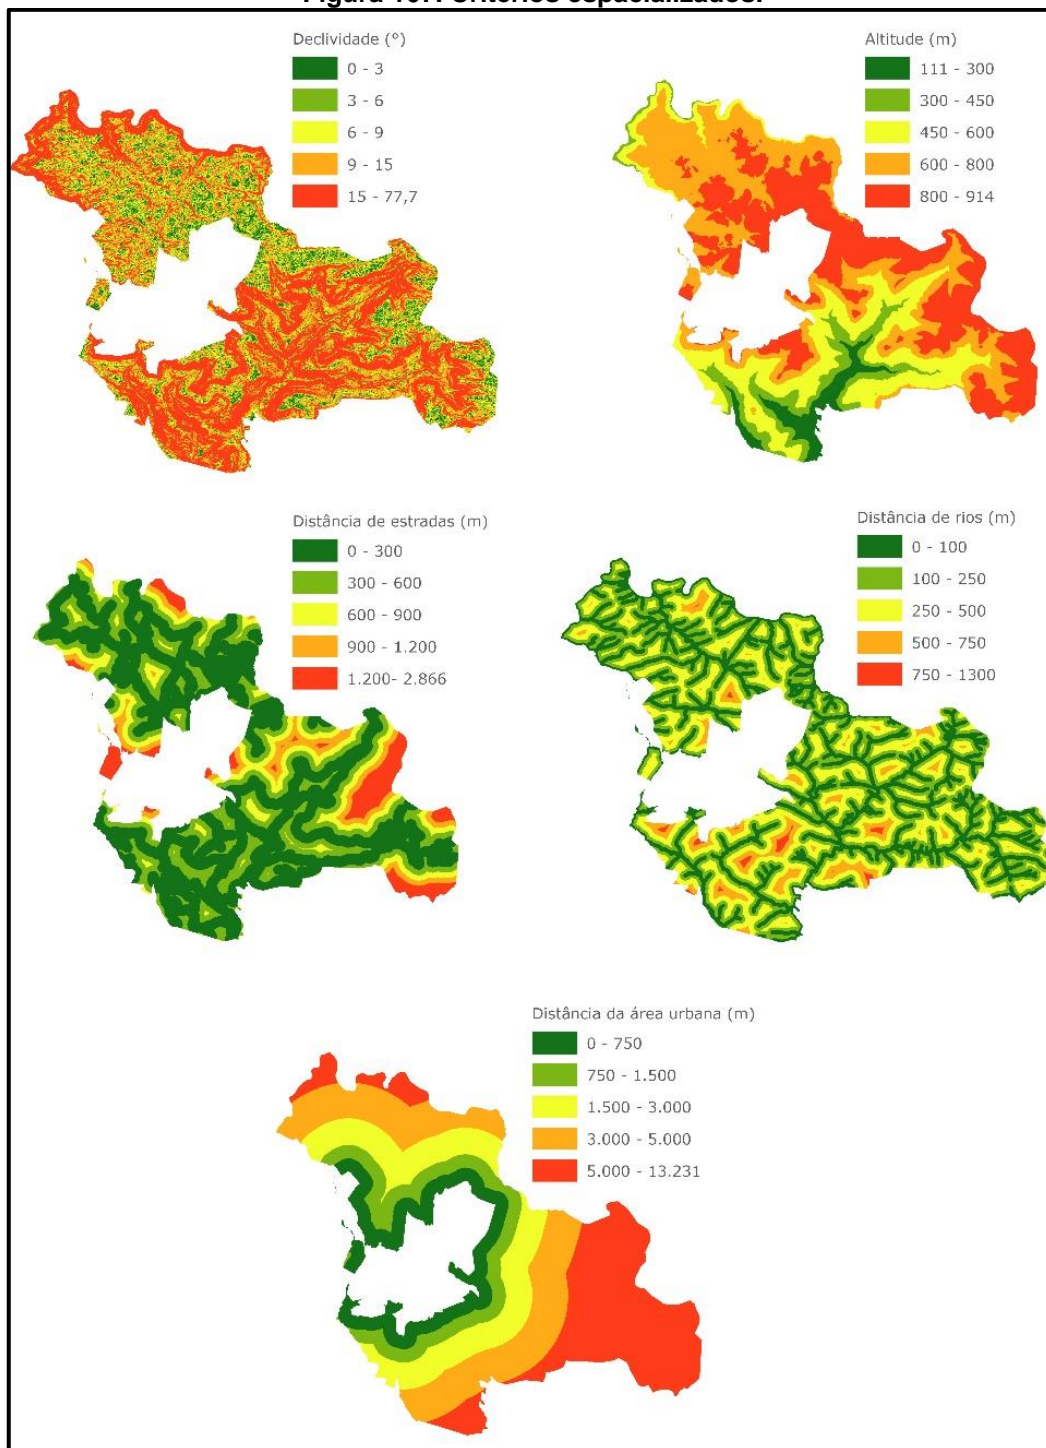 Declividade (°)
0 - 3
3 - 6
6 - 9
9 - 15
15 - 77,7
Altitude (m)
111 - 300
300 - 450
450 - 600
600 - 800
800 - 914
Distância de estradas (m)
0 - 300
300 - 600
600 - 900
900 - 1.200
1.200- 2.866
Distância de rios (m)
0 - 100
100 - 250
250 - 500
500 - 750
750 - 1300
Distância da área urbana (m)
0 - 750
750 - 1.500
1.500 - 3.000
3.000 - 5.000
5.000 - 13.231